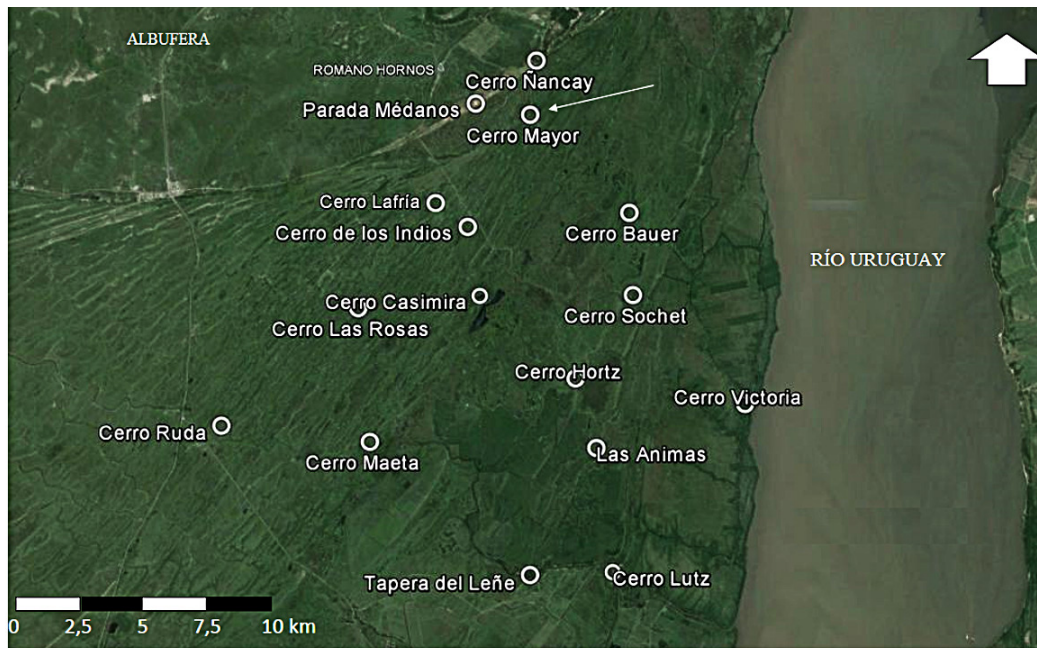 ALBUFERA
ROMANO HORNOS
Cerro Ñancay
Parada Médanos
Cerro Mayor
Cerro Lafría
Cerro de los Indios
Cerro Bauer
RÍO URUGUAY
Cerro Casimira
Cerro Sochet
Cerro Las Rosas
Cerro Hortz
Cerro Victoria
Cerro Ruda
Cerro Maeta
Las Animas
Tapera del Leñe
Cerro Lutz
0 2,5 5 7,5 10 km